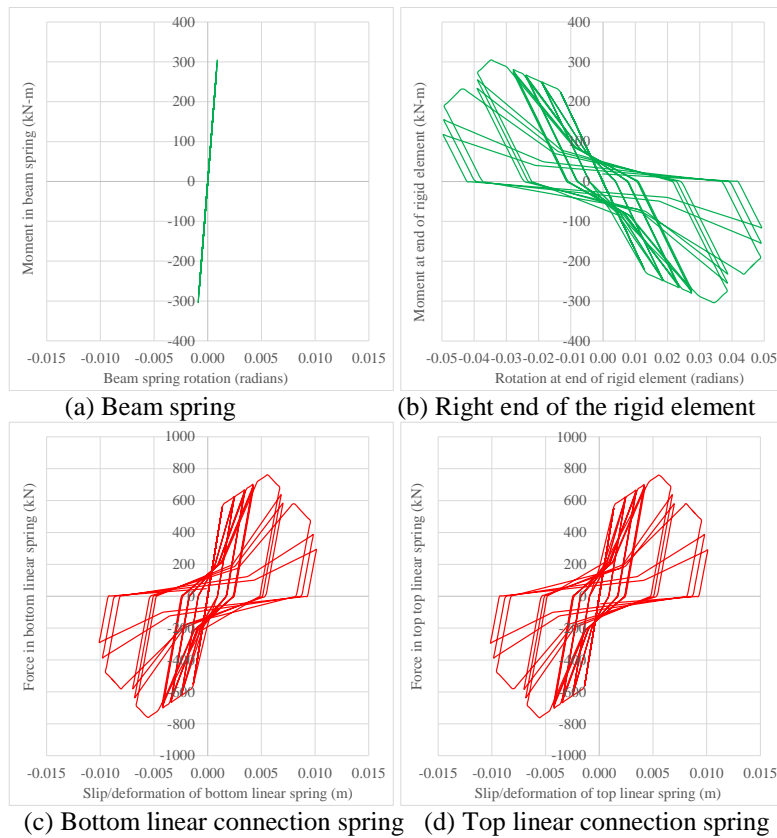 400
300
200
100
0
-100
-200
-300
-400
-0.015 -0.010 -0.005 0.000 0.005 0.010 0.015
Moment in beam spring (kN-m)
Beam spring rotation (radians)
(a) Beam spring
400
300
200
100
0
-100
-200
-300
-400
-0.05 -0.04 -0.03 -0.02 -0.01 0.00 0.01 0.02 0.03 0.04 0.05
Moment at end of rigid element (kN-m)
Rotation at end of rigid element (radians)
(b) Right end of the rigid element
1000
800
600
400
200
0
-200
-400
-600
-800
-1000
-0.015 -0.010 -0.005 0.000 0.005 0.010 0.015
Force in bottom linear spring (kN)
Slip/deformation of bottom linear spring (m)
(c) Bottom linear connection spring
1000
800
600
400
200
0
-200
-400
-600
-800
-1000
-0.015 -0.010 -0.005 0.000 0.005 0.010 0.015
Force in top top linear spring (kN)
Slip/deformation of top linear spring (m)
(d) Top linear connection spring